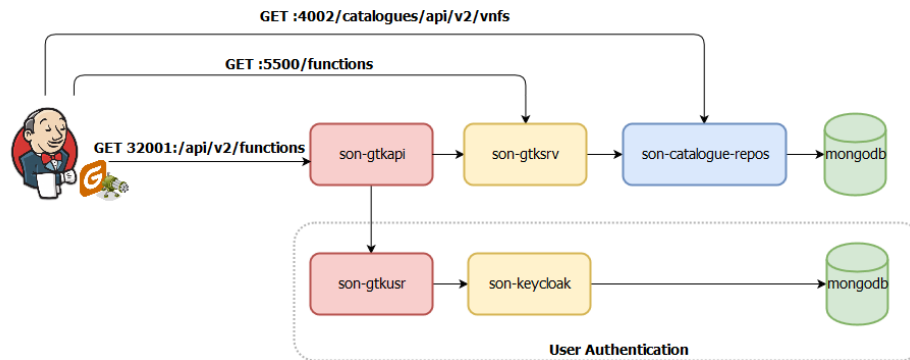 GET :4002/catalogues/api/v2/vnfs
GET :5500/functions
GET 32001:/api/v2/functions
son-gtkapi
son-gtksrv
son-catalogue-repos
mongodb
son-gtkusr
son-keycloak
mongodb
User Authentication